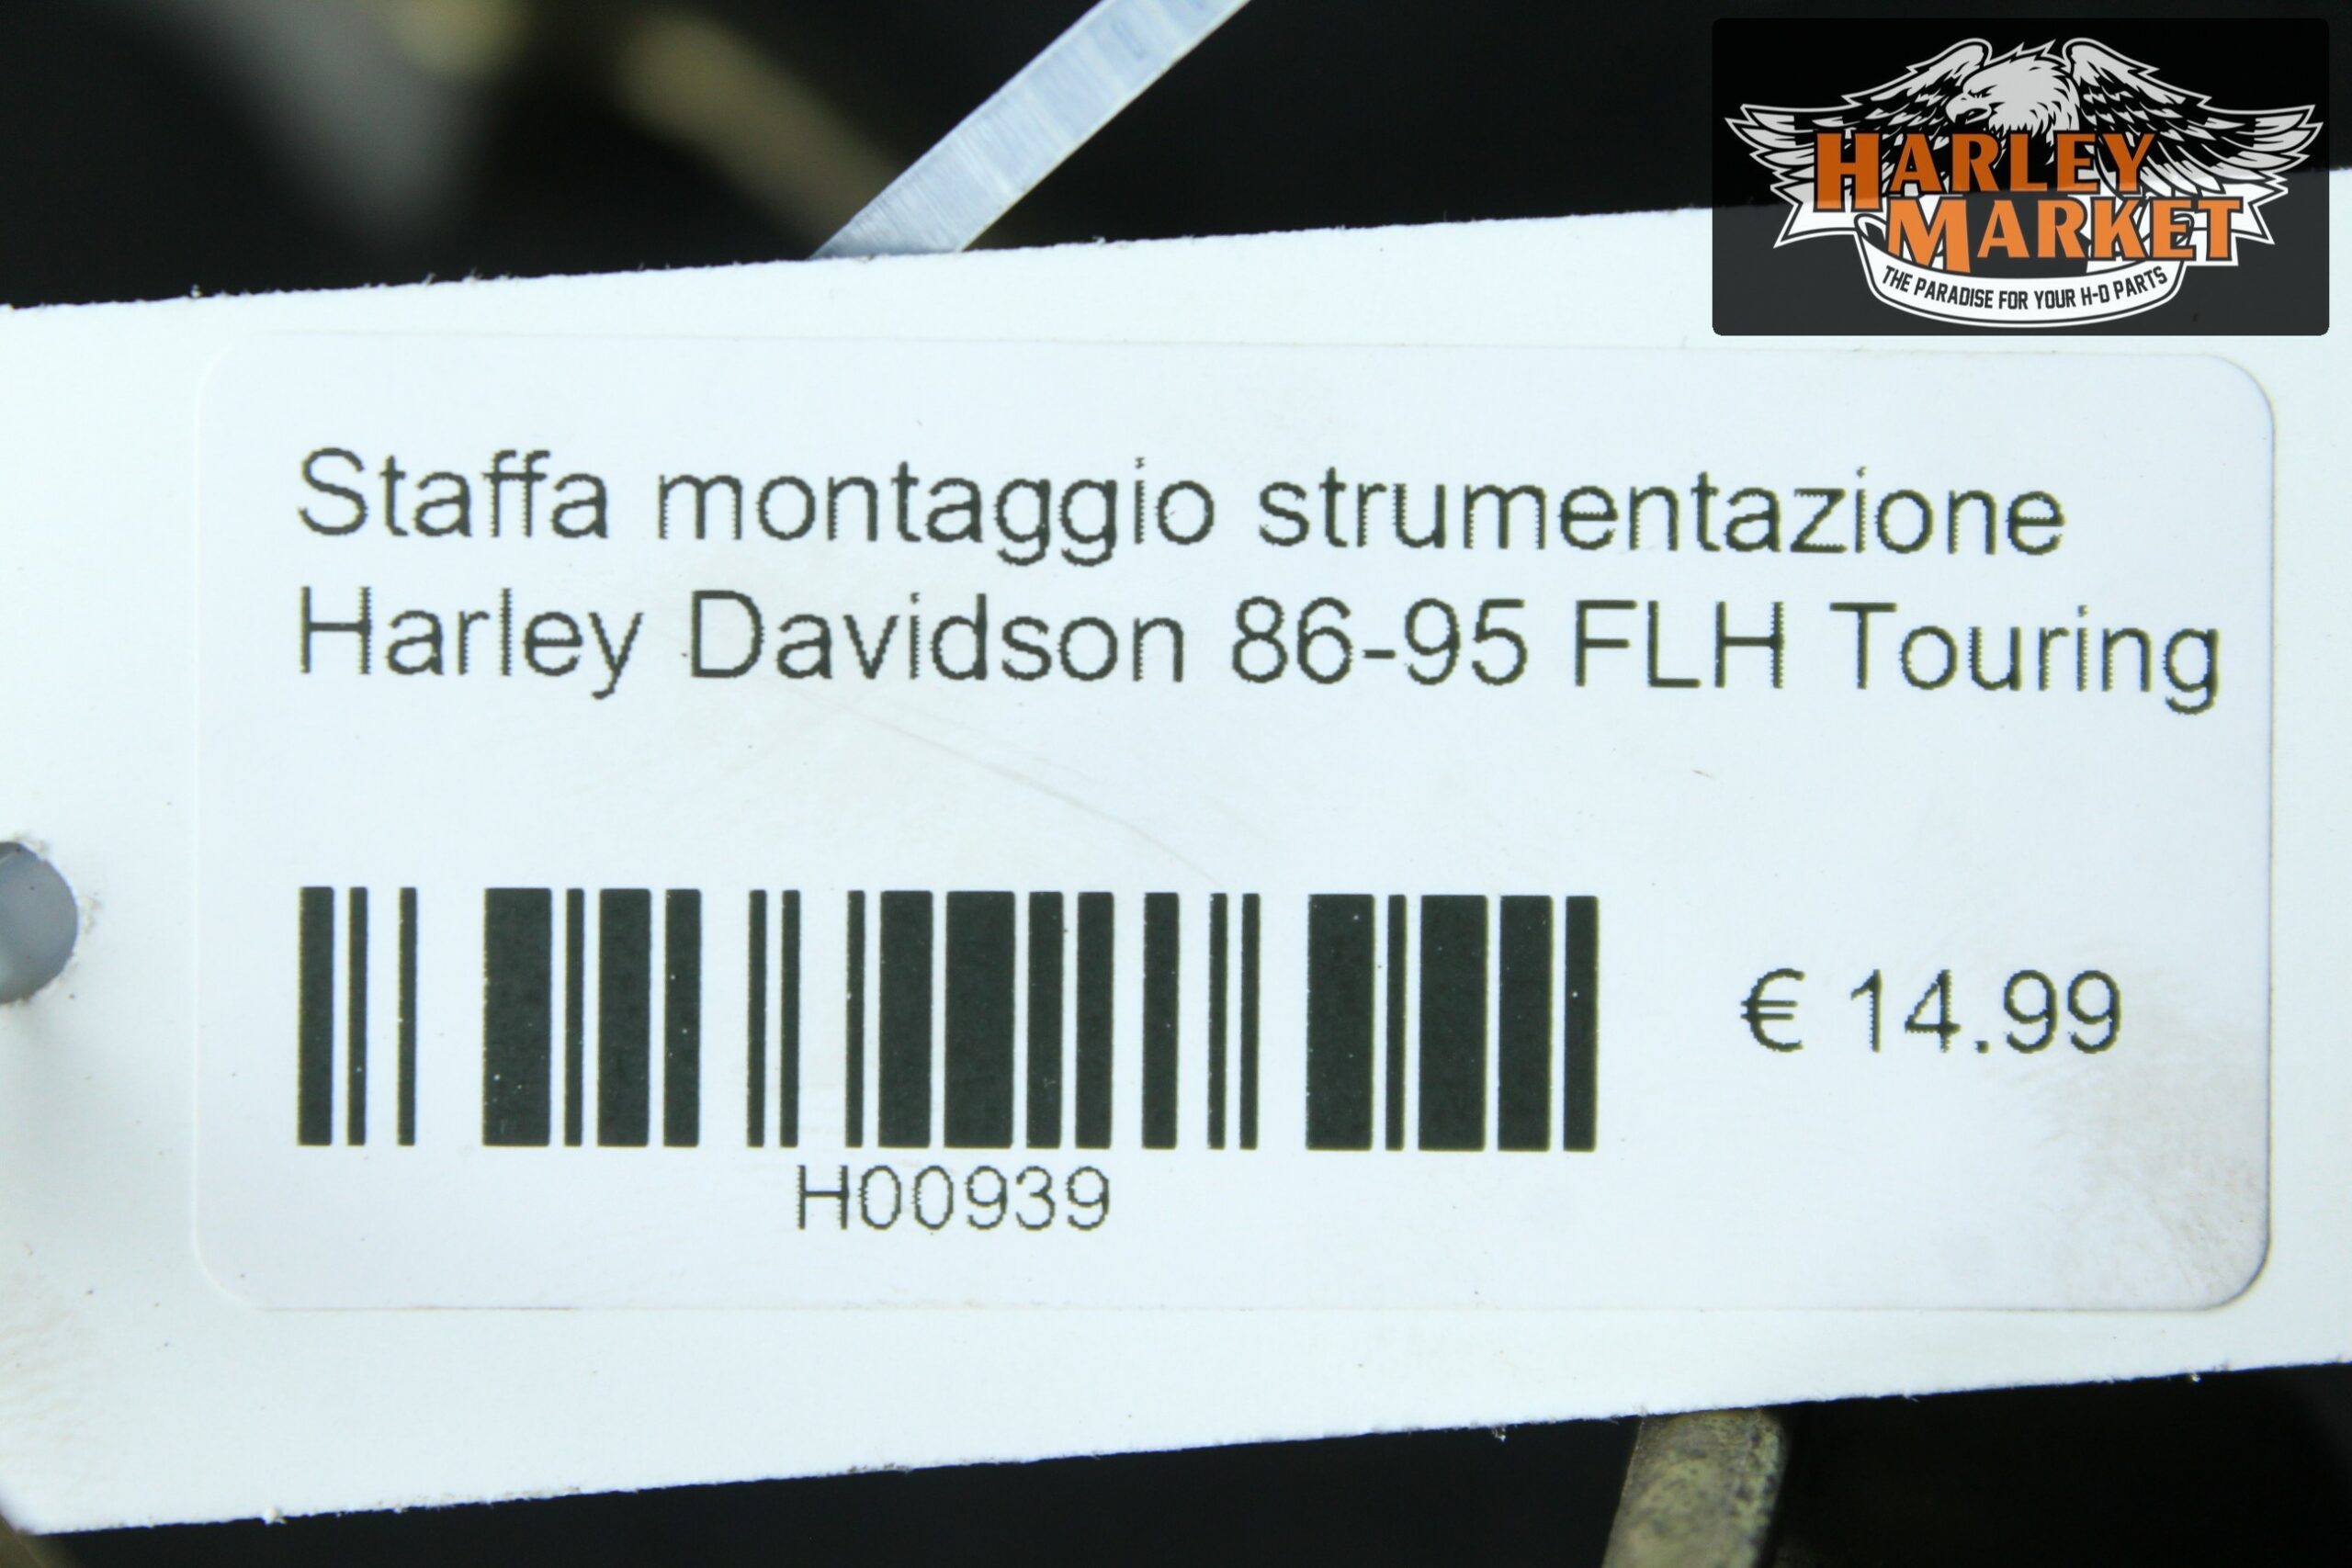 HARLEY
MARKET
THE PARADISE FOR YOUR H-D PARTS
Staffa montaggio strumentazione
Harley Davidson 86-95 FLH Touring
€ 14.99
H00939